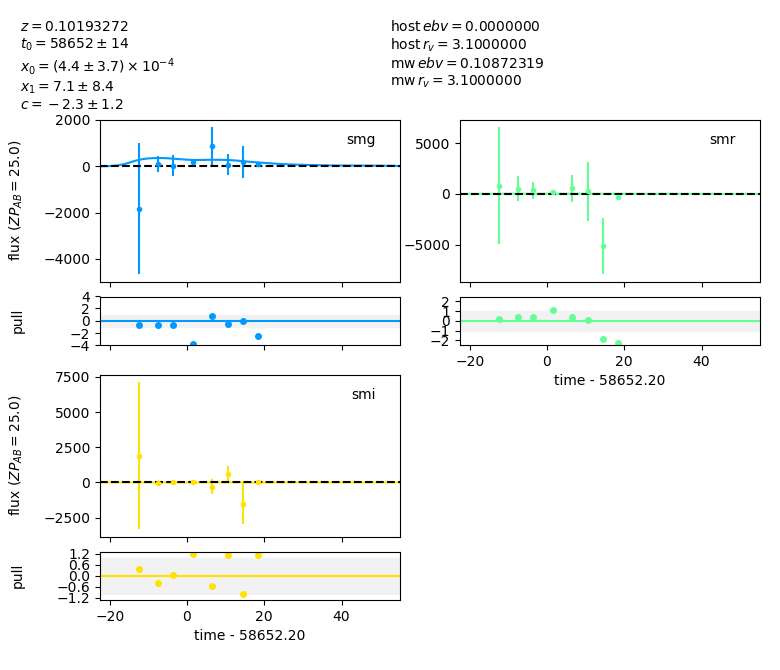 z = 0.10193272
t₀ = 58652 ± 14
x₀ = (4.4 ± 3.7) × 10⁻⁴
x₁ = 7.1 ± 8.4
c = −2.3 ± 1.2
host ebv = 0.0000000
host r_v = 3.1000000
mw ebv = 0.10872319
mw r_v = 3.1000000
smg
flux (ZP_AB = 25.0)
2000
0
−2000
−4000
smr
5000
0
−5000
pull
4
2
0
−2
−4
2
1
0
−1
−2
−20
0
20
40
time - 58652.20
smi
flux (ZP_AB = 25.0)
7500
5000
2500
0
−2500
pull
1.2
0.6
0.0
−0.6
−1.2
−20
0
20
40
time - 58652.20